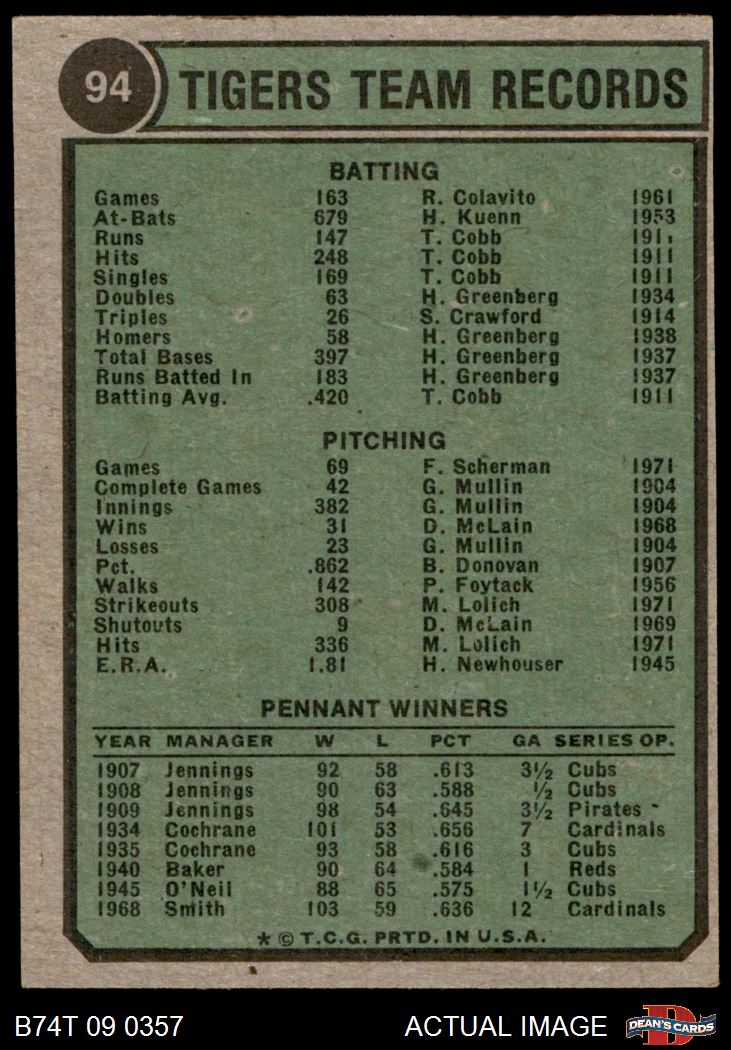 94 TIGERS TEAM RECORDS
BATTING
Games 163 R. Colavito 1961
At-Bats 679 H. Kuenn 1953
Runs 147 T. Cobb 1911
Hits 248 T. Cobb 1911
Singles 169 T. Cobb 1911
Doubles 63 H. Greenberg 1934
Triples 26 S. Crawford 1914
Homers 58 H. Greenberg 1938
Total Bases 397 H. Greenberg 1937
Runs Batted In 183 H. Greenberg 1937
Batting Avg. .420 T. Cobb 1911
PITCHING
Games 69 F. Scherman 1971
Complete Games 42 G. Mullin 1904
Innings 382 G. Mullin 1904
Wins 31 D. McLain 1968
Losses 23 G. Mullin 1904
Pct. .862 B. Donovan 1907
Walks 142 P. Foytack 1956
Strikeouts 308 M. Lolich 1971
Shutouts 9 D. McLain 1969
Hits 336 M. Lolich 1971
E.R.A. 1.81 H. Newhouser 1945
PENNANT WINNERS
YEAR MANAGER W L PCT GA SERIES OP.
1907 Jennings 92 58 .613 3½ Cubs
1908 Jennings 90 63 .588 ½ Cubs
1909 Jennings 98 54 .645 3½ Pirates
1934 Cochrane 101 53 .656 7 Cardinals
1935 Cochrane 93 58 .616 3 Cubs
1940 Baker 90 64 .584 1 Reds
1945 O'Neil 88 65 .575 1½ Cubs
1968 Smith 103 59 .636 12 Cardinals
* © T.C.G. PRTD. IN U.S.A.
B74T 09 0357 ACTUAL IMAGE DEAN'S CARDS